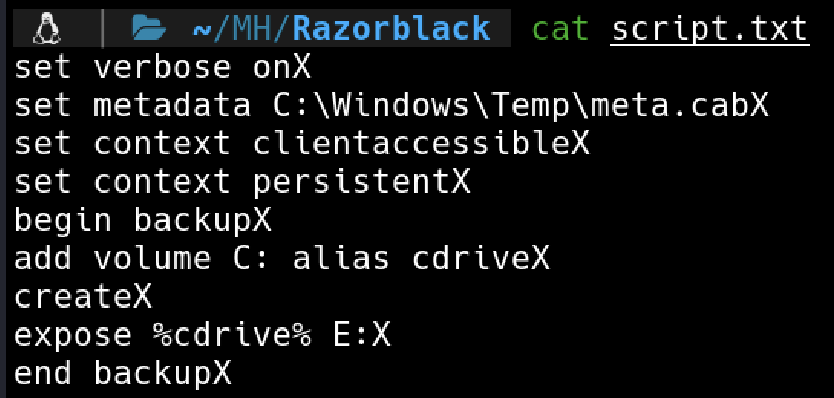 ~/MH/Razorblack cat script.txt
set verbose onX
set metadata C:\Windows\Temp\meta.cabX
set context clientaccessibleX
set context persistentX
begin backupX
add volume C: alias cdriveX
createX
expose %cdrive% E:X
end backupX